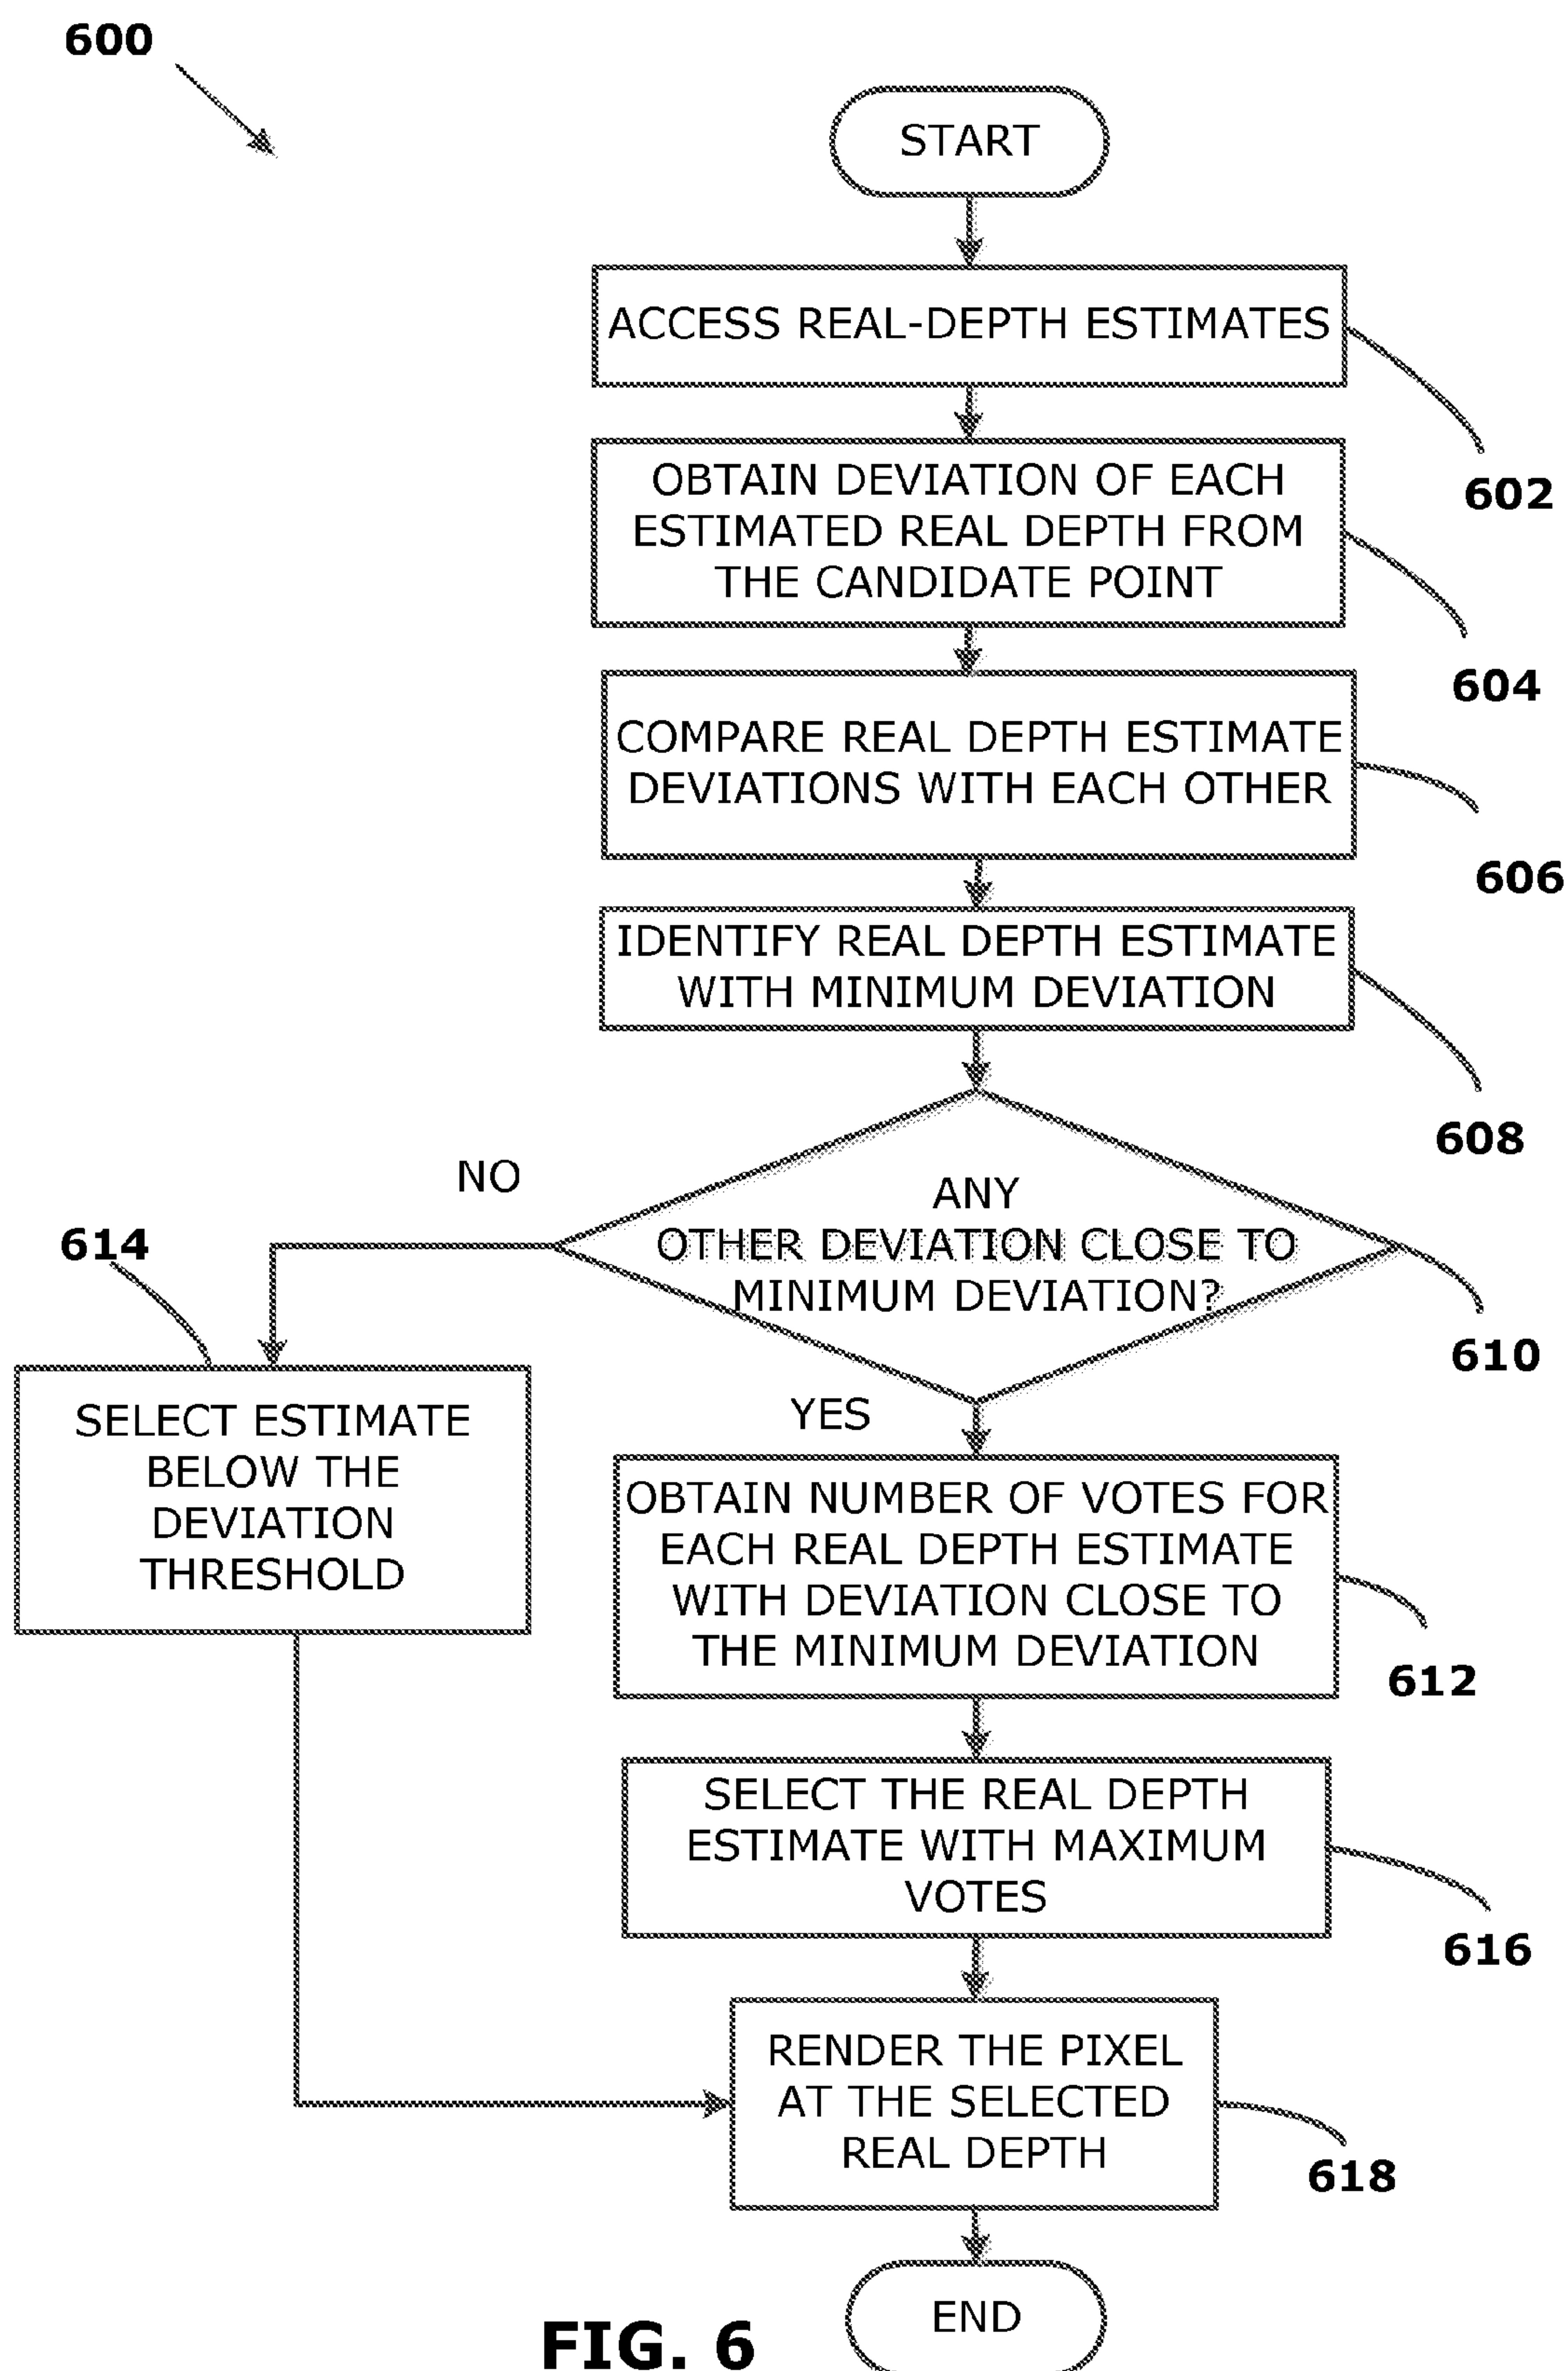 600
START
ACCESS REAL-DEPTH ESTIMATES
602
OBTAIN DEVIATION OF EACH
ESTIMATED REAL DEPTH FROM
THE CANDIDATE POINT
604
COMPARE REAL DEPTH ESTIMATE
DEVIATIONS WITH EACH OTHER
606
IDENTIFY REAL DEPTH ESTIMATE
WITH MINIMUM DEVIATION
608
ANY
OTHER DEVIATION CLOSE TO
MINIMUM DEVIATION?
610
NO
614
SELECT ESTIMATE
BELOW THE
DEVIATION
THRESHOLD
YES
OBTAIN NUMBER OF VOTES FOR
EACH REAL DEPTH ESTIMATE
WITH DEVIATION CLOSE TO
THE MINIMUM DEVIATION
612
SELECT THE REAL DEPTH
ESTIMATE WITH MAXIMUM
VOTES
616
RENDER THE PIXEL
AT THE SELECTED
REAL DEPTH
618
END
FIG. 6